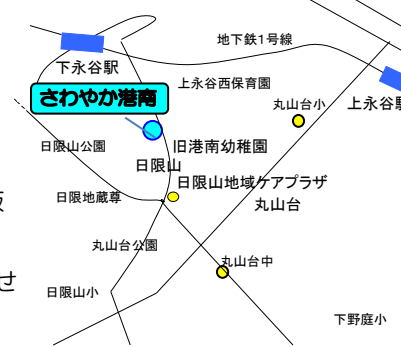 地下鉄1号線
下永谷駅
上永谷西保育園
さわやか港南
丸山台小
上永谷駅
日限山公園
旧港南幼稚園
日限山
日限山地域ケアプラザ
日限地蔵尊
丸山台
丸山台公園
丸山台中
せ
日限山小
下野庭小